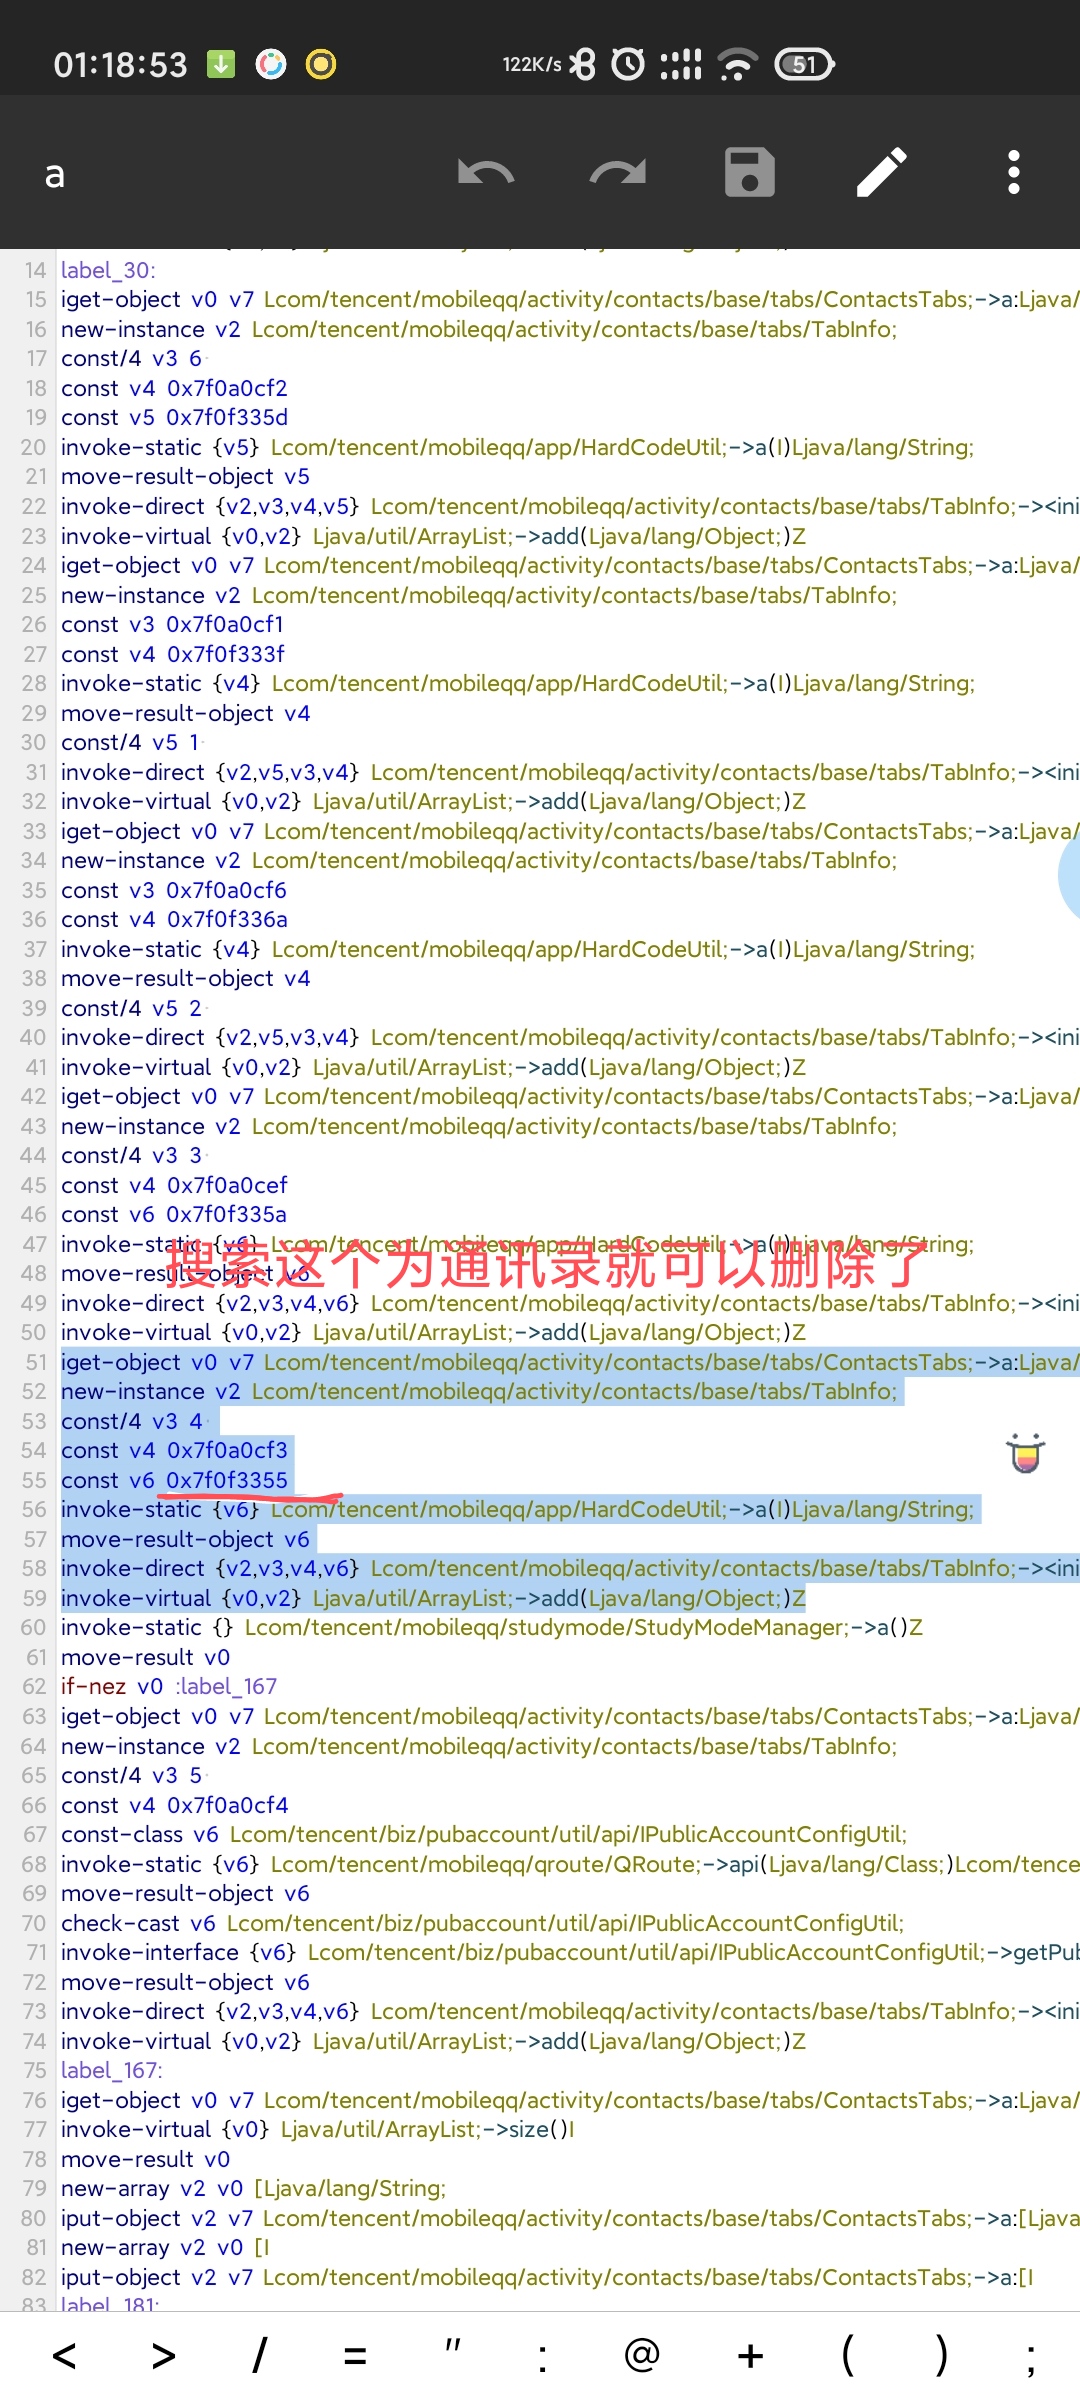 01:18:53
122K/s
51
a
14 label_30:
15 iget-object v0 v7 Lcom/tencent/mobileqq/activity/contacts/base/tabs/ContactsTabs;->a:Ljava/
16 new-instance v2 Lcom/tencent/mobileqq/activity/contacts/base/tabs/TabInfo;
17 const/4 v3 6
18 const v4 0x7f0a0cf2
19 const v5 0x7f0f335d
20 invoke-static {v5} Lcom/tencent/mobileqq/app/HardCodeUtil;->a(I)Ljava/lang/String;
21 move-result-object v5
22 invoke-direct {v2,v3,v4,v5} Lcom/tencent/mobileqq/activity/contacts/base/tabs/TabInfo;-><ini
23 invoke-virtual {v0,v2} Ljava/util/ArrayList;->add(Ljava/lang/Object;)Z
24 iget-object v0 v7 Lcom/tencent/mobileqq/activity/contacts/base/tabs/ContactsTabs;->a:Ljava/
25 new-instance v2 Lcom/tencent/mobileqq/activity/contacts/base/tabs/TabInfo;
26 const v3 0x7f0a0cf1
27 const v4 0x7f0f333f
28 invoke-static {v4} Lcom/tencent/mobileqq/app/HardCodeUtil;->a(I)Ljava/lang/String;
29 move-result-object v4
30 const/4 v5 1
31 invoke-direct {v2,v5,v3,v4} Lcom/tencent/mobileqq/activity/contacts/base/tabs/TabInfo;-><ini
32 invoke-virtual {v0,v2} Ljava/util/ArrayList;->add(Ljava/lang/Object;)Z
33 iget-object v0 v7 Lcom/tencent/mobileqq/activity/contacts/base/tabs/ContactsTabs;->a:Ljava/
34 new-instance v2 Lcom/tencent/mobileqq/activity/contacts/base/tabs/TabInfo;
35 const v3 0x7f0a0cf6
36 const v4 0x7f0f336a
37 invoke-static {v4} Lcom/tencent/mobileqq/app/HardCodeUtil;->a(I)Ljava/lang/String;
38 move-result-object v4
39 const/4 v5 2
40 invoke-direct {v2,v5,v3,v4} Lcom/tencent/mobileqq/activity/contacts/base/tabs/TabInfo;-><ini
41 invoke-virtual {v0,v2} Ljava/util/ArrayList;->add(Ljava/lang/Object;)Z
42 iget-object v0 v7 Lcom/tencent/mobileqq/activity/contacts/base/tabs/ContactsTabs;->a:Ljava/
43 new-instance v2 Lcom/tencent/mobileqq/activity/contacts/base/tabs/TabInfo;
44 const/4 v3 3
45 const v4 0x7f0a0cef
46 const v6 0x7f0f335a
47 invoke-static {v6} Lcom/tencent/mobileqq/app/HardCodeUtil;->a(I)Ljava/lang/String;
搜索这个为通讯录就可以删除了
48 move-result-object v6
49 invoke-direct {v2,v3,v4,v6} Lcom/tencent/mobileqq/activity/contacts/base/tabs/TabInfo;-><ini
50 invoke-virtual {v0,v2} Ljava/util/ArrayList;->add(Ljava/lang/Object;)Z
51 iget-object v0 v7 Lcom/tencent/mobileqq/activity/contacts/base/tabs/ContactsTabs;->a:Ljava/
52 new-instance v2 Lcom/tencent/mobileqq/activity/contacts/base/tabs/TabInfo;
53 const/4 v3 4
54 const v4 0x7f0a0cf3
55 const v6 0x7f0f3355
56 invoke-static {v6} Lcom/tencent/mobileqq/app/HardCodeUtil;->a(I)Ljava/lang/String;
57 move-result-object v6
58 invoke-direct {v2,v3,v4,v6} Lcom/tencent/mobileqq/activity/contacts/base/tabs/TabInfo;-><ini
59 invoke-virtual {v0,v2} Ljava/util/ArrayList;->add(Ljava/lang/Object;)Z
60 invoke-static {} Lcom/tencent/mobileqq/studymode/StudyModeManager;->a()Z
61 move-result v0
62 if-nez v0 :label_167
63 iget-object v0 v7 Lcom/tencent/mobileqq/activity/contacts/base/tabs/ContactsTabs;->a:Ljava/
64 new-instance v2 Lcom/tencent/mobileqq/activity/contacts/base/tabs/TabInfo;
65 const/4 v3 5
66 const v4 0x7f0a0cf4
67 const-class v6 Lcom/tencent/biz/pubaccount/util/api/IPublicAccountConfigUtil;
68 invoke-static {v6} Lcom/tencent/mobileqq/qroute/QRoute;->api(Ljava/lang/Class;)Lcom/tence
69 move-result-object v6
70 check-cast v6 Lcom/tencent/biz/pubaccount/util/api/IPublicAccountConfigUtil;
71 invoke-interface {v6} Lcom/tencent/biz/pubaccount/util/api/IPublicAccountConfigUtil;->getPub
72 move-result-object v6
73 invoke-direct {v2,v3,v4,v6} Lcom/tencent/mobileqq/activity/contacts/base/tabs/TabInfo;-><ini
74 invoke-virtual {v0,v2} Ljava/util/ArrayList;->add(Ljava/lang/Object;)Z
75 label_167:
76 iget-object v0 v7 Lcom/tencent/mobileqq/activity/contacts/base/tabs/ContactsTabs;->a:Ljava/
77 invoke-virtual {v0} Ljava/util/ArrayList;->size()I
78 move-result v0
79 new-array v2 v0 [Ljava/lang/String;
80 iput-object v2 v7 Lcom/tencent/mobileqq/activity/contacts/base/tabs/ContactsTabs;->a:[Ljava
81 new-array v2 v0 [I
82 iput-object v2 v7 Lcom/tencent/mobileqq/activity/contacts/base/tabs/ContactsTabs;->a:[I
83 label_181:
< > / = " : @ + ( ) ;